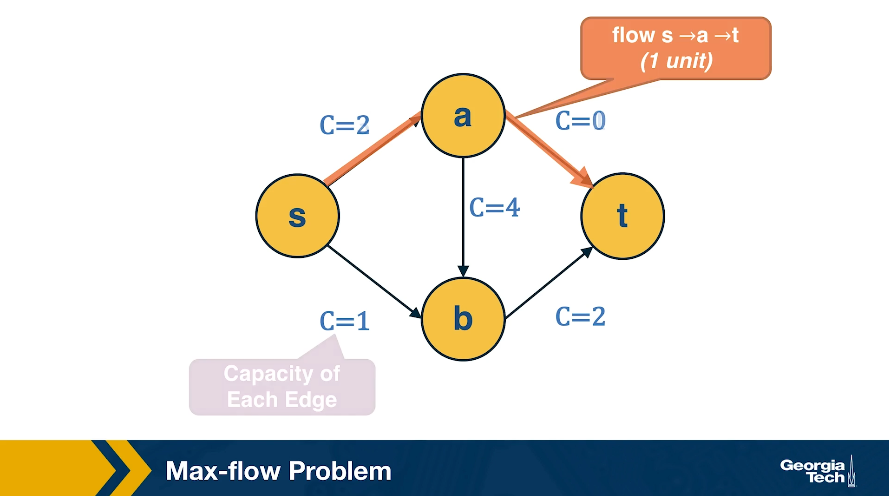 flow s →a →t
(1 unit)
C=2
a
C=0
s
C=4
t
C=1
b
C=2
Capacity of
Each Edge
Max-flow Problem
Georgia
Tech